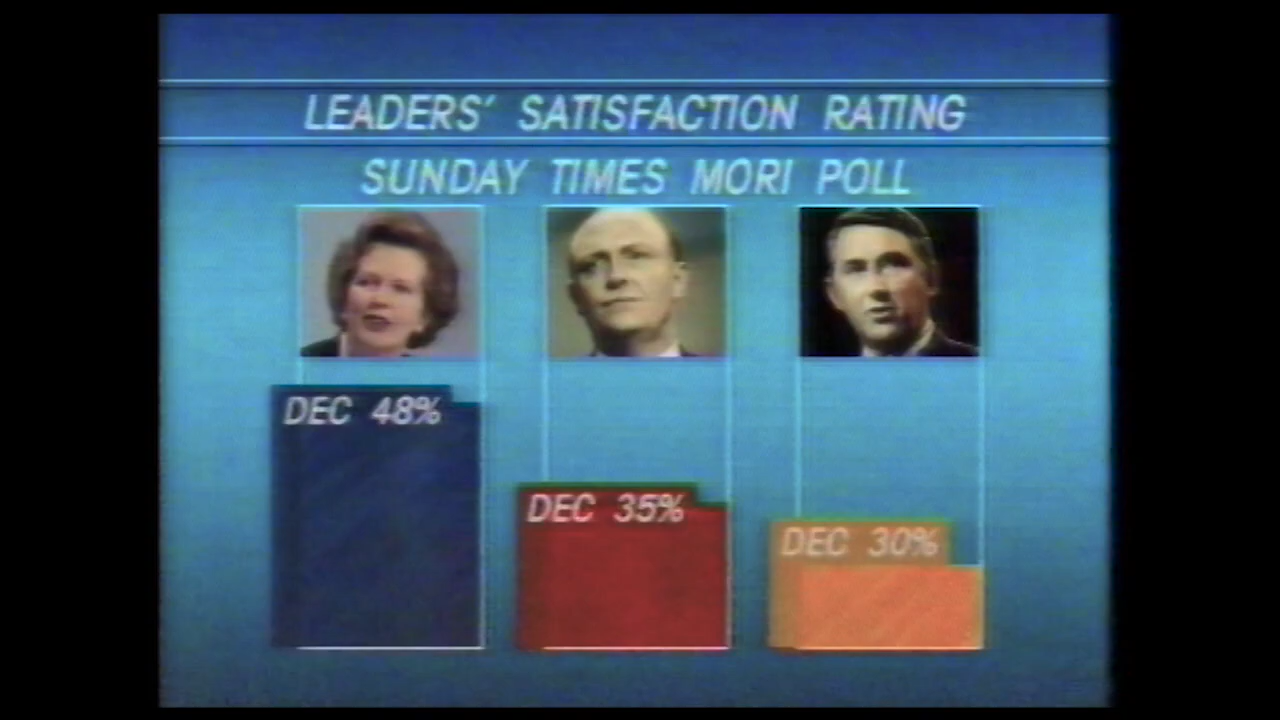 LEADERS' SATISFACTION RATING
SUNDAY TIMES MORI POLL
DEC 48%
DEC 35%
DEC 30%